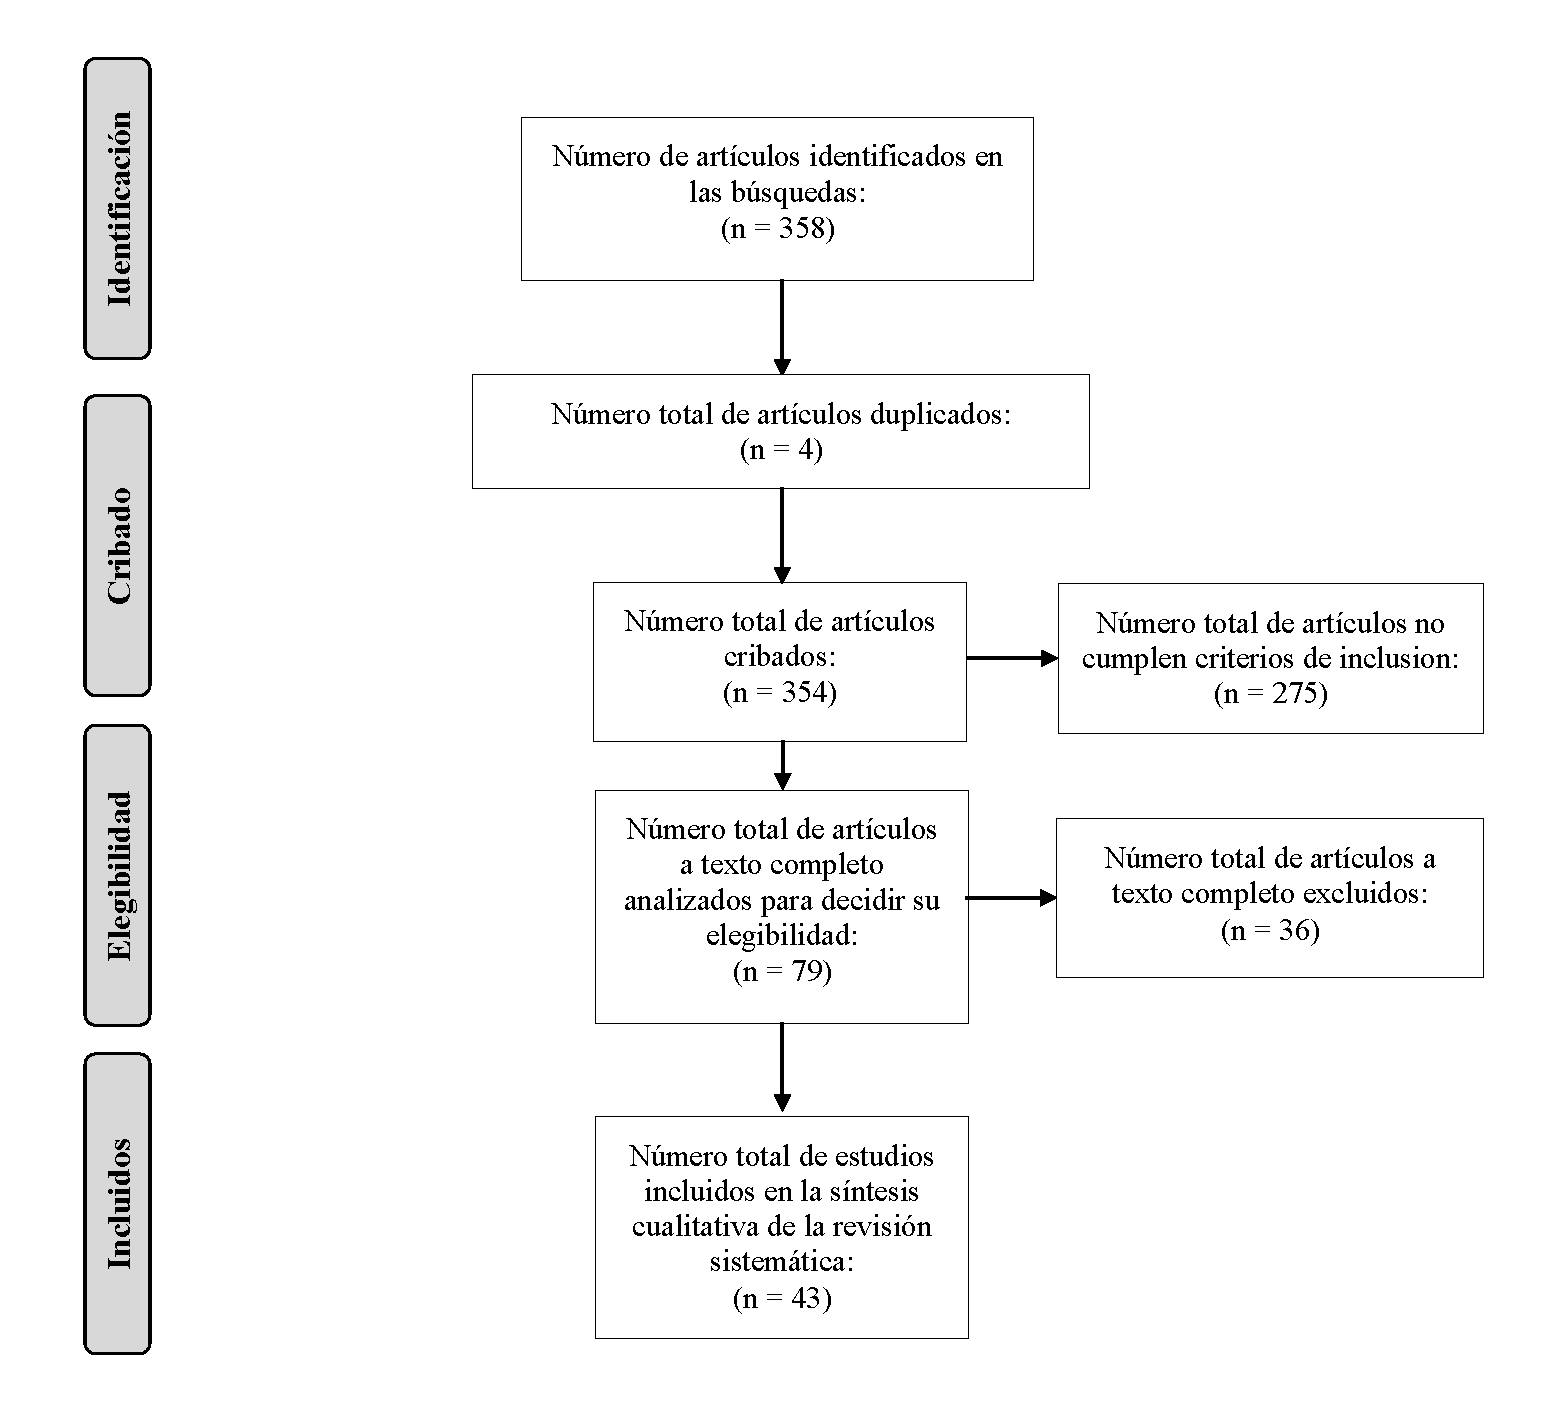 Identificación
Número de artículos identificados en
las búsquedas:
(n = 358)
Cribado
Número total de artículos duplicados:
(n = 4)
Número total de artículos
cribados:
(n = 354)
Número total de artículos no
cumplen criterios de inclusion:
(n = 275)
Elegibilidad
Número total de artículos
a texto completo
analizados para decidir su
elegibilidad:
(n = 79)
Número total de artículos a
texto completo excluidos:
(n = 36)
Incluidos
Número total de estudios
incluidos en la síntesis
cualitativa de la revisión
sistemática:
(n = 43)